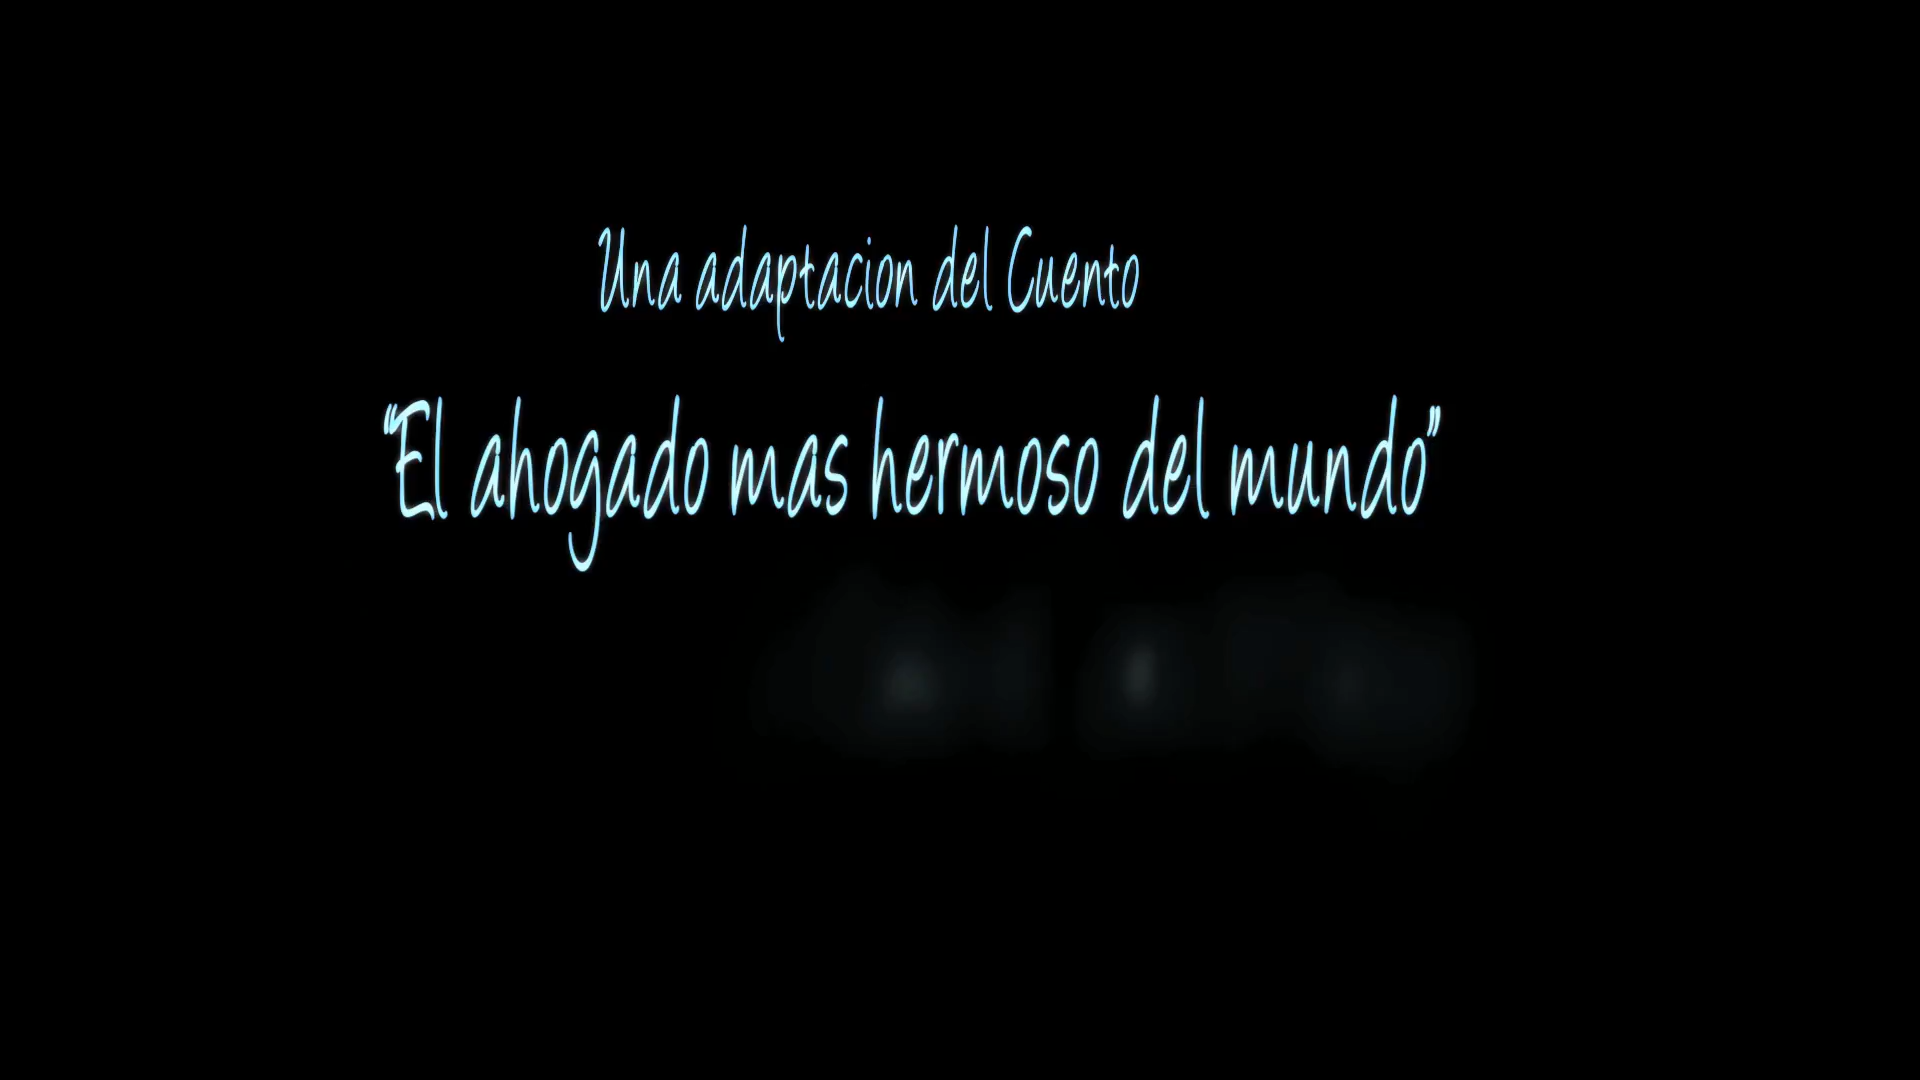 Una adaptacion del Cuento
“El ahogado mas hermoso del mundo”